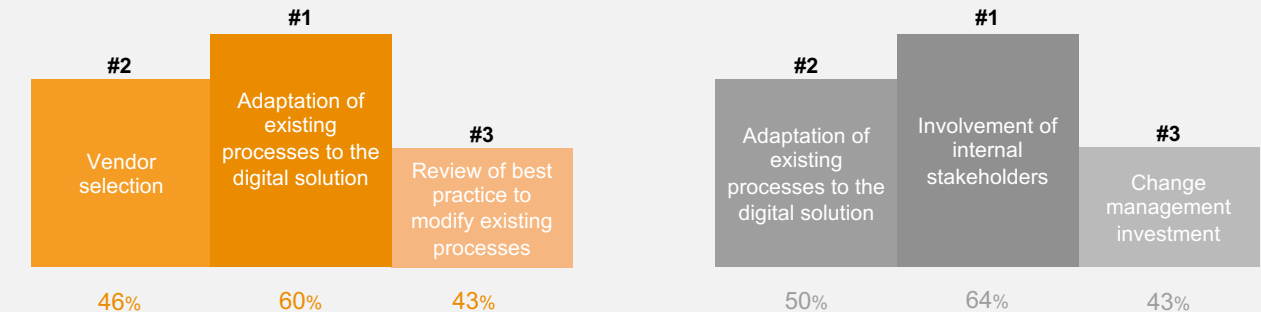 #1
#2
Adaptation of
existing
processes to the
digital solution
Vendor
selection
#3
Review of best
practice to
modify existing
processes
46%
60%
43%
#1
#2
Involvement of
internal
stakeholders
Adaptation of
existing
processes to the
digital solution
#3
Change
management
investment
50%
64%
43%